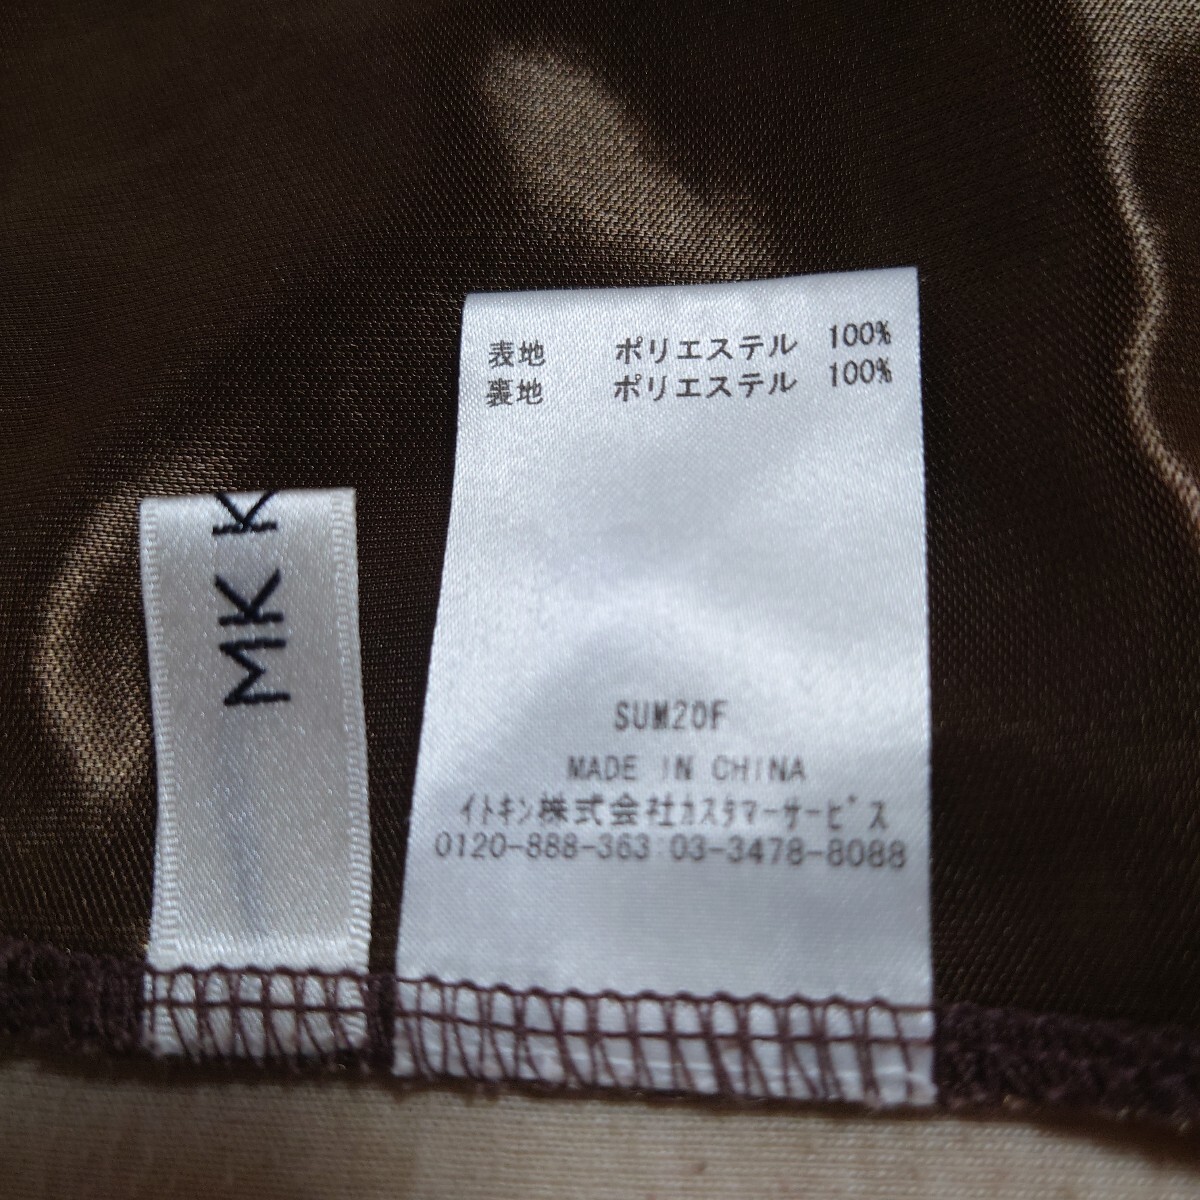 表地 ポリエステル 100%
裏地 ポリエステル 100%
SUM20F
MADE IN CHINA
イトキン株式会社カスタマーサービス
0120-888-363 03-3478-8088
MK K